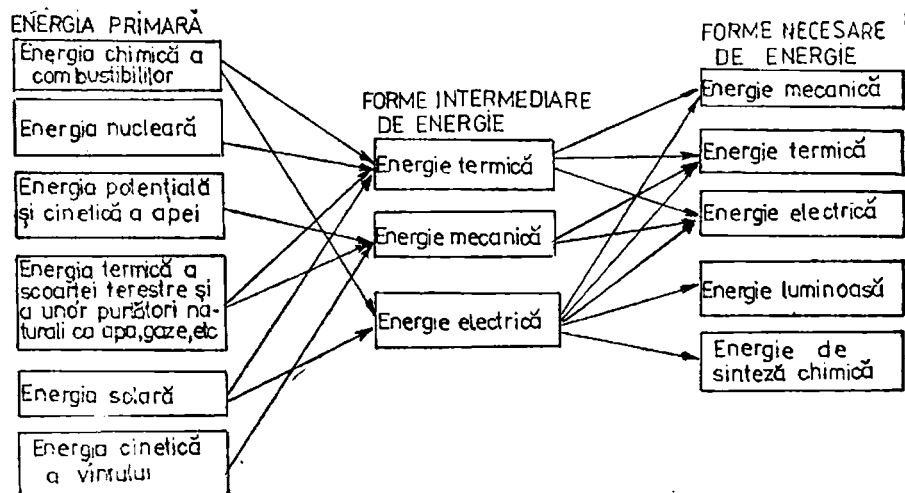 ENERGIA PRIMARĂ
Energia chimică a
combustibililor
Energia nucleară
Energia potențială
și cinetică a apei
Energia termică a
scoarței terestre și
a unor purtători na-
turali ca apa, gaze, etc
Energia solară
Energia cinetică
a vîntului
FORME INTERMEDIARE
DE ENERGIE
Energie termică
Energie mecanică
Energie electrică
FORME NECESARE
DE ENERGIE
Energie mecanică
Energie termică
Energie electrică
Energie luminoasă
Energie de
sinteză chimică